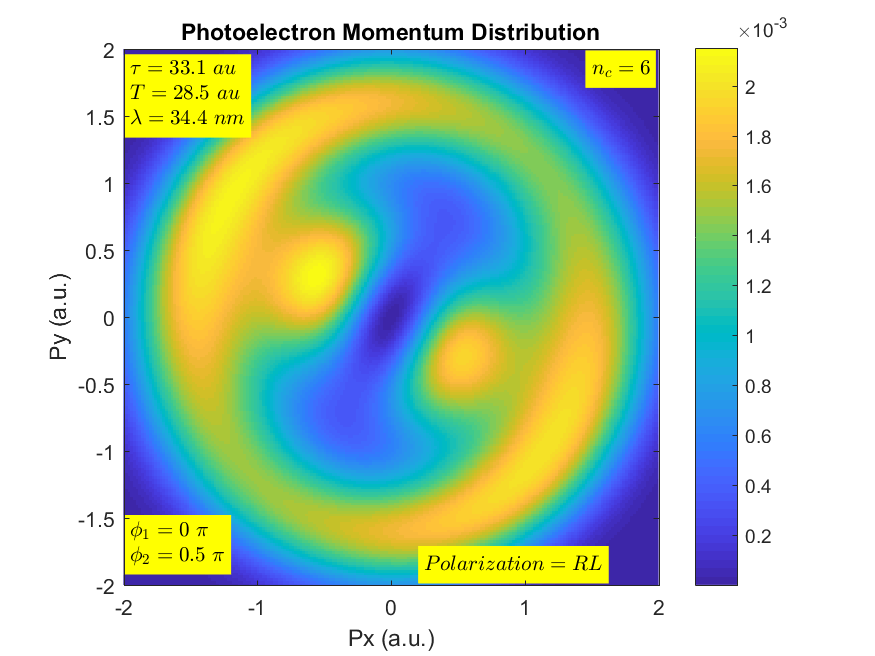 Photoelectron Momentum Distribution
×10⁻³
τ = 33.1 au
T = 28.5 au
λ = 34.4 nm
n_c = 6
2
1.5
1
0.5
0
-0.5
-1
-1.5
-2
Py (a.u.)
ϕ₁ = 0 π
ϕ₂ = 0.5 π
Polarization = RL
-2
-1
0
1
2
Px (a.u.)
2
1.8
1.6
1.4
1.2
1
0.8
0.6
0.4
0.2